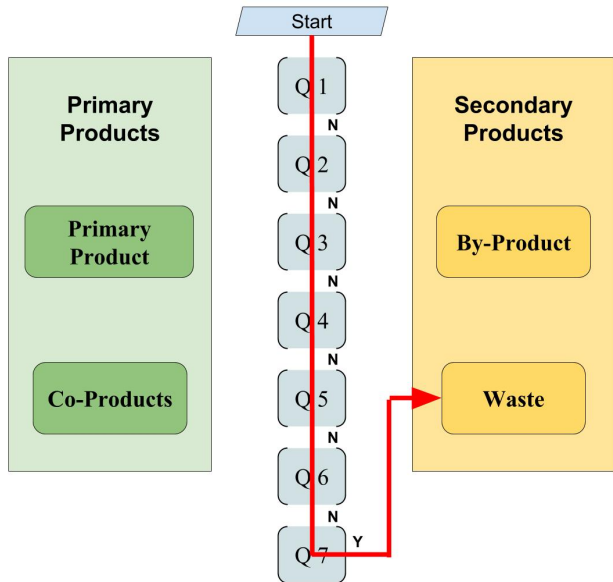 Start
Primary
Products
Primary
Product
Co-Products
Q 1
N
Q 2
N
Q 3
N
Q 4
N
Q 5
N
Q 6
N
Q 7
Y
Secondary
Products
By-Product
Waste